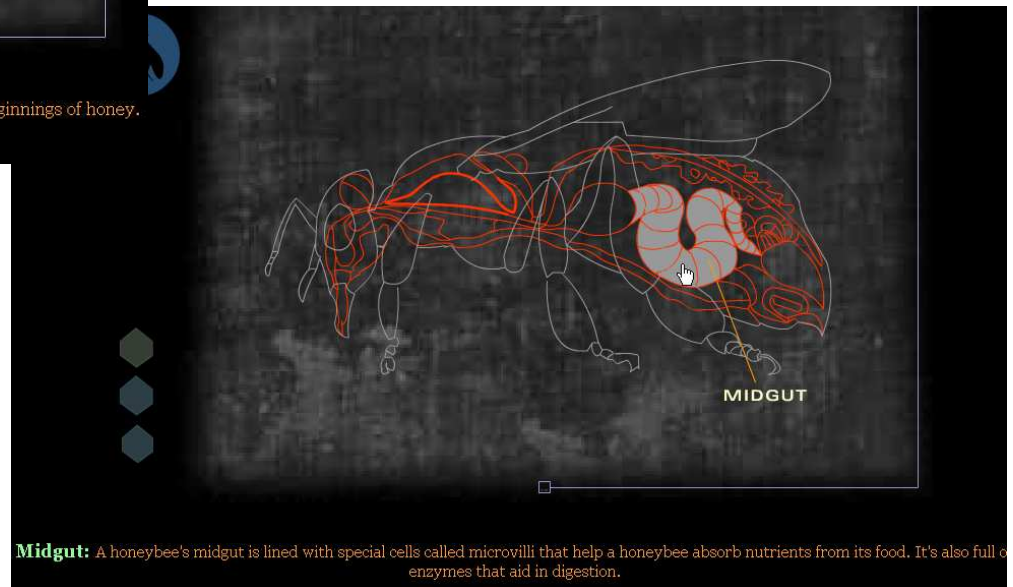 ginnings of honey.
MIDGUT
Midgut: A honeybee's midgut is lined with special cells called microvilli that help a honeybee absorb nutrients from its food. It's also full o
enzymes that aid in digestion.